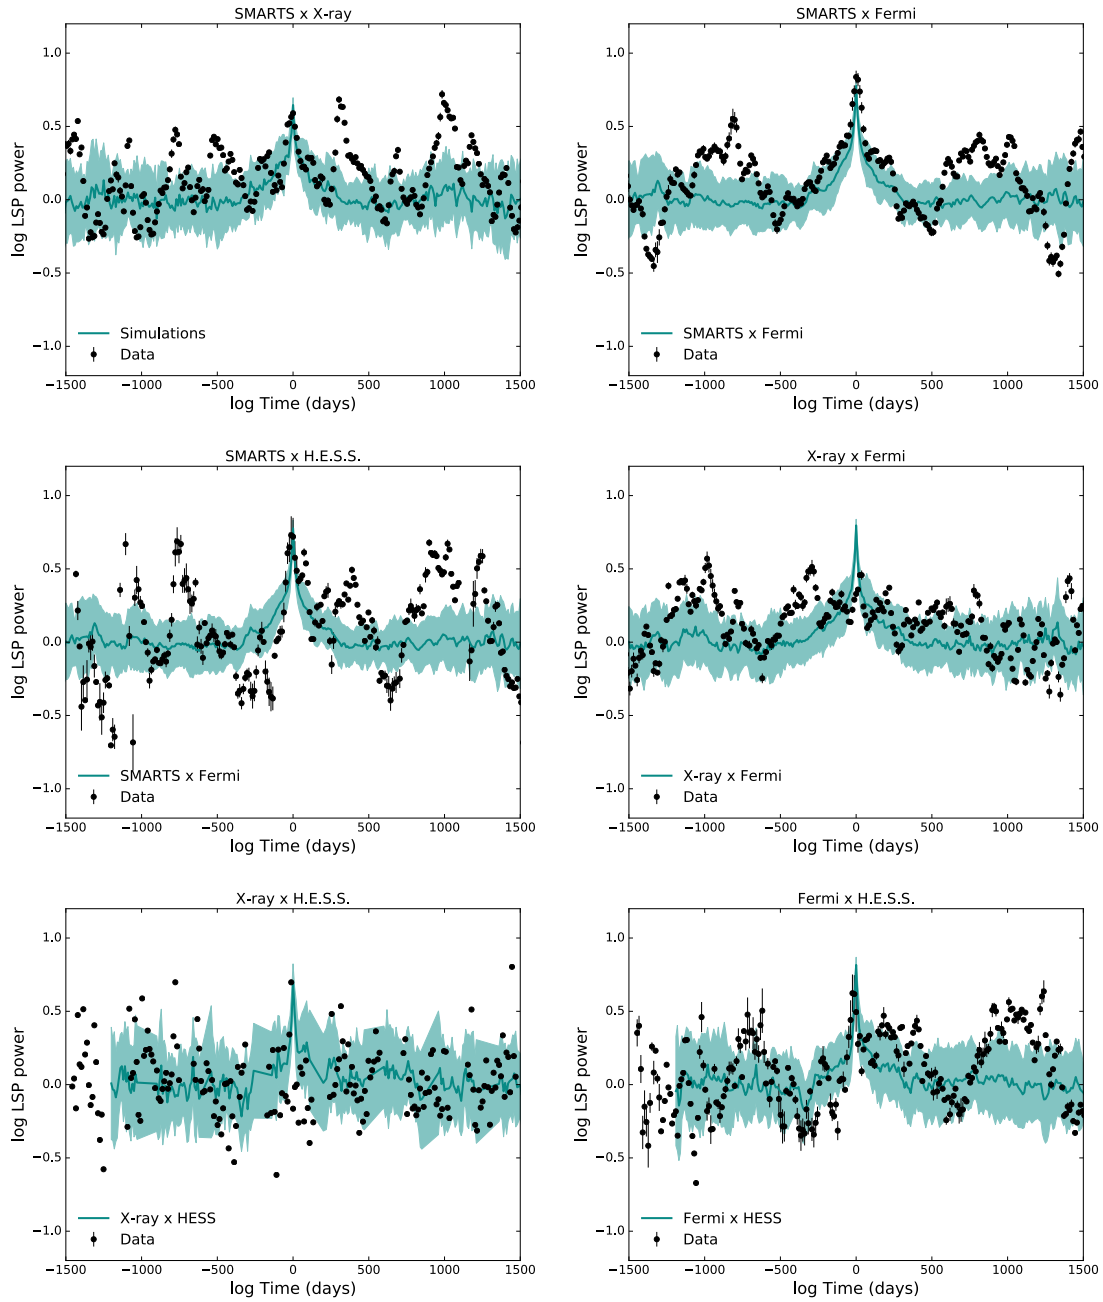 SMARTS x X-ray
1.0
0.5
0.0
−0.5
−1.0
log LSP power
Simulations
Data
−1500 −1000 −500 0 500 1000 1500
log Time (days)
SMARTS x Fermi
1.0
0.5
0.0
−0.5
−1.0
log LSP power
SMARTS x Fermi
Data
−1500 −1000 −500 0 500 1000 1500
log Time (days)
SMARTS x H.E.S.S.
1.0
0.5
0.0
−0.5
−1.0
log LSP power
SMARTS x Fermi
Data
−1500 −1000 −500 0 500 1000 1500
log Time (days)
X-ray x Fermi
1.0
0.5
0.0
−0.5
−1.0
log LSP power
X-ray x Fermi
Data
−1500 −1000 −500 0 500 1000 1500
log Time (days)
X-ray x H.E.S.S.
1.0
0.5
0.0
−0.5
−1.0
log LSP power
X-ray x HESS
Data
−1500 −1000 −500 0 500 1000 1500
log Time (days)
Fermi x H.E.S.S.
1.0
0.5
0.0
−0.5
−1.0
log LSP power
Fermi x HESS
Data
−1500 −1000 −500 0 500 1000 1500
log Time (days)